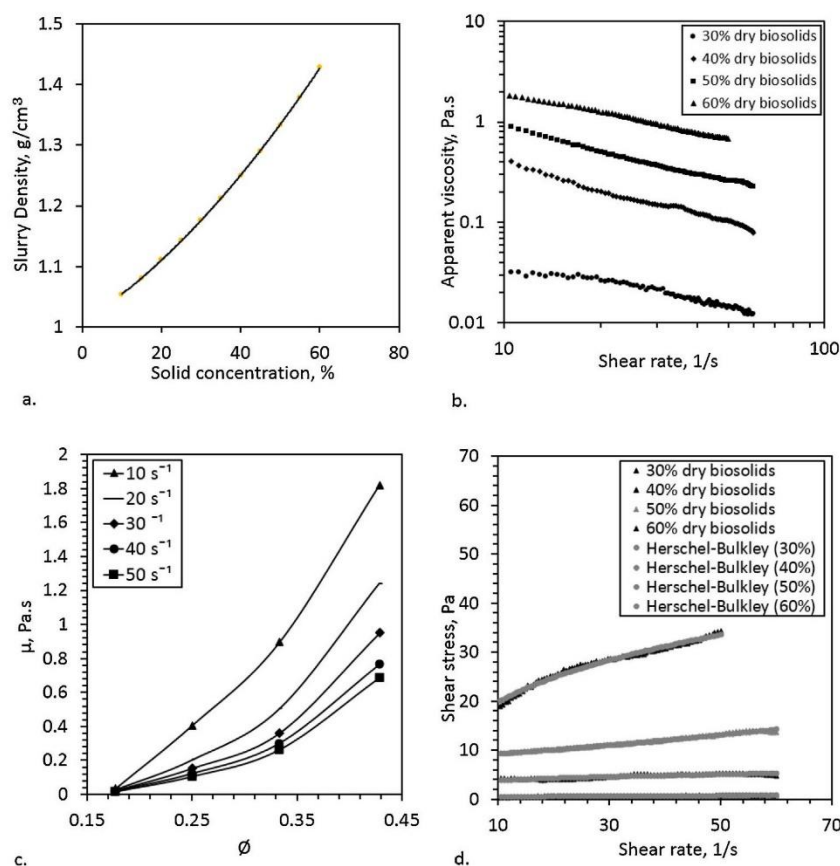 Slurry Density, g/cm³
1.5
1.4
1.3
1.2
1.1
1
0
20
40
60
80
Solid concentration, %
a.
Apparent viscosity, Pa.s
10
1
0.1
0.01
10
100
Shear rate, 1/s
30% dry biosolids
40% dry biosolids
50% dry biosolids
60% dry biosolids
b.
μ, Pa.s
2
1.8
1.6
1.4
1.2
1
0.8
0.6
0.4
0.2
0
0.15
0.25
0.35
0.45
Ø
10 s⁻¹
20 s⁻¹
30 ⁻¹
40 s⁻¹
50 s⁻¹
c.
Shear stress, Pa
70
60
50
40
30
20
10
0
10
30
50
70
Shear rate, 1/s
30% dry biosolids
40% dry biosolids
50% dry biosolids
60% dry biosolids
Herschel-Bulkley (30%)
Herschel-Bulkley (40%)
Herschel-Bulkley (50%)
Herschel-Bulkley (60%)
d.